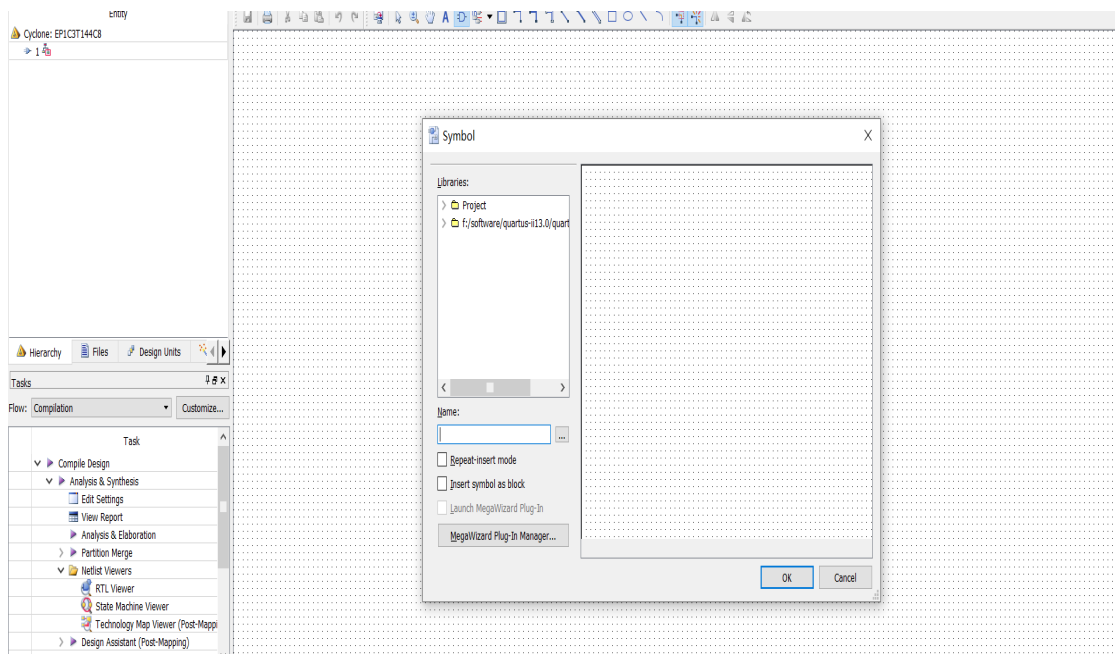 Entity
Cyclone: EP1C3T144C8
1
Hierarchy
Files
Design Units
Tasks
Flow:
Compilation
Customize...
Task
Compile Design
Analysis & Synthesis
Edit Settings
View Report
Analysis & Elaboration
Partition Merge
Netlist Viewers
RTL Viewer
State Machine Viewer
Technology Map Viewer (Post-Mappi
Design Assistant (Post-Mapping)
Symbol
Libraries:
Project
f:/software/quartus-ii13.0/quart
Name:
...
Repeat-insert mode
Insert symbol as block
Launch MegaWizard Plug-In
MegaWizard Plug-In Manager...
OK
Cancel